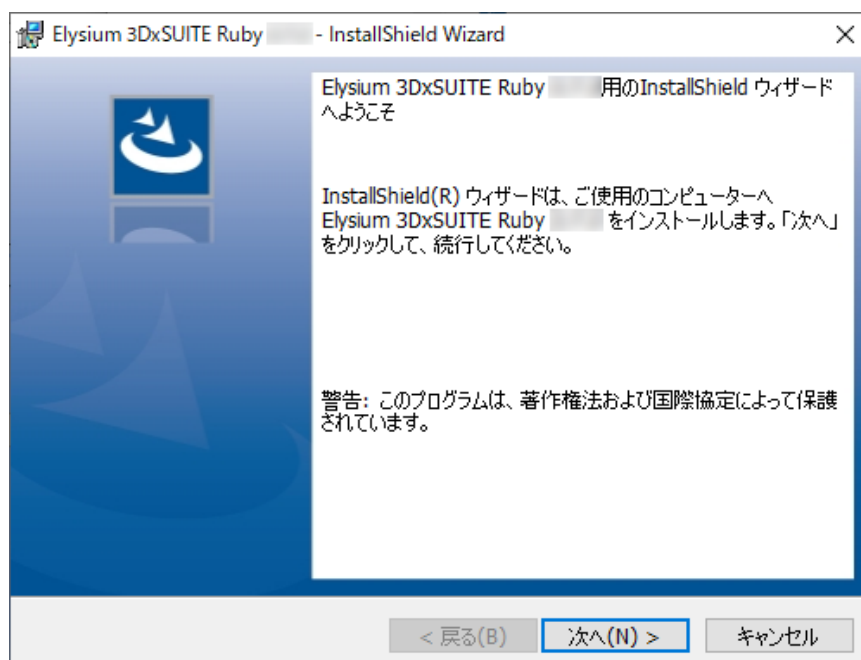 Elysium 3DxSUITE Ruby - InstallShield Wizard
Elysium 3DxSUITE Ruby 用のInstallShield ウィザード
へようこそ
InstallShield(R) ウィザードは、ご使用のコンピューターへ
Elysium 3DxSUITE Ruby をインストールします。「次へ」
をクリックして、続行してください。
警告: このプログラムは、著作権法および国際協定によって保護
されています。
< 戻る(B) 次へ(N) > キャンセル